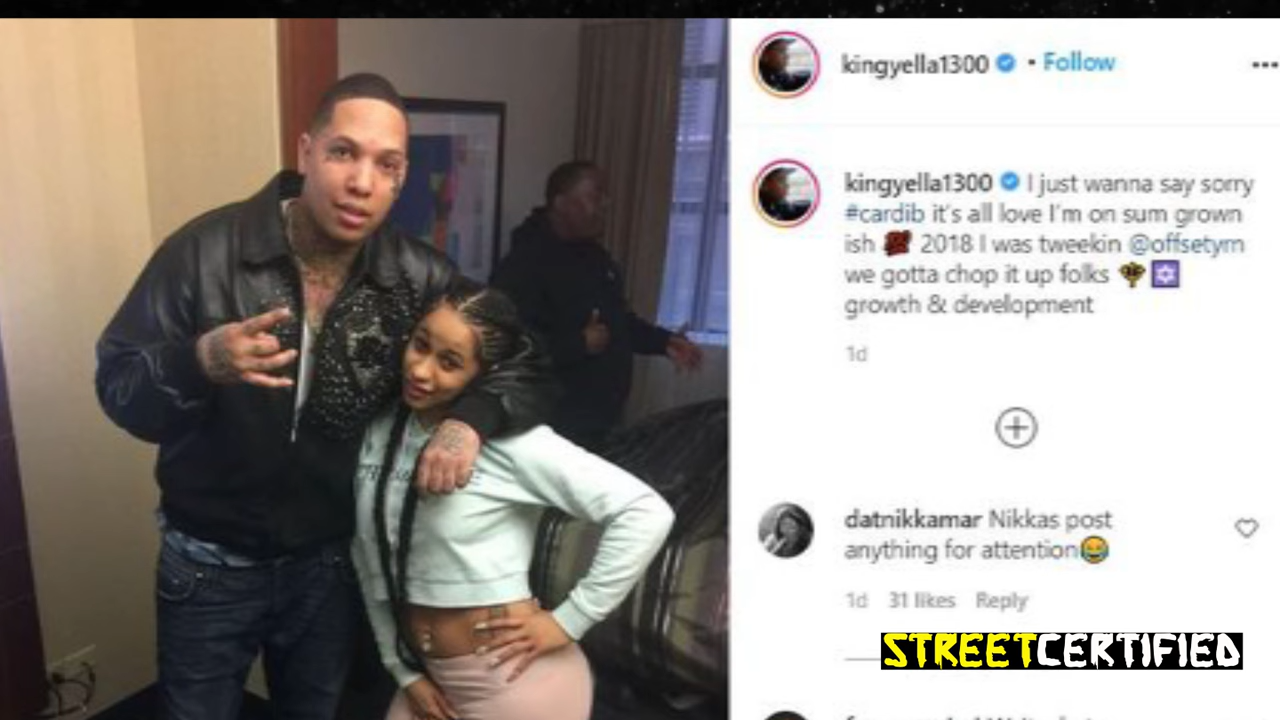 kingyella1300 • Follow
kingyella1300 I just wanna say sorry
#cardib it's all love I'm on sum grown
ish 💯 2018 I was tweekin @offsetyrn
we gotta chop it up folks 🔱 🔯
growth & development
1d
datnikkamar Nikkas post
anything for attention😂
1d 31 likes Reply
STREETCERTIFIED